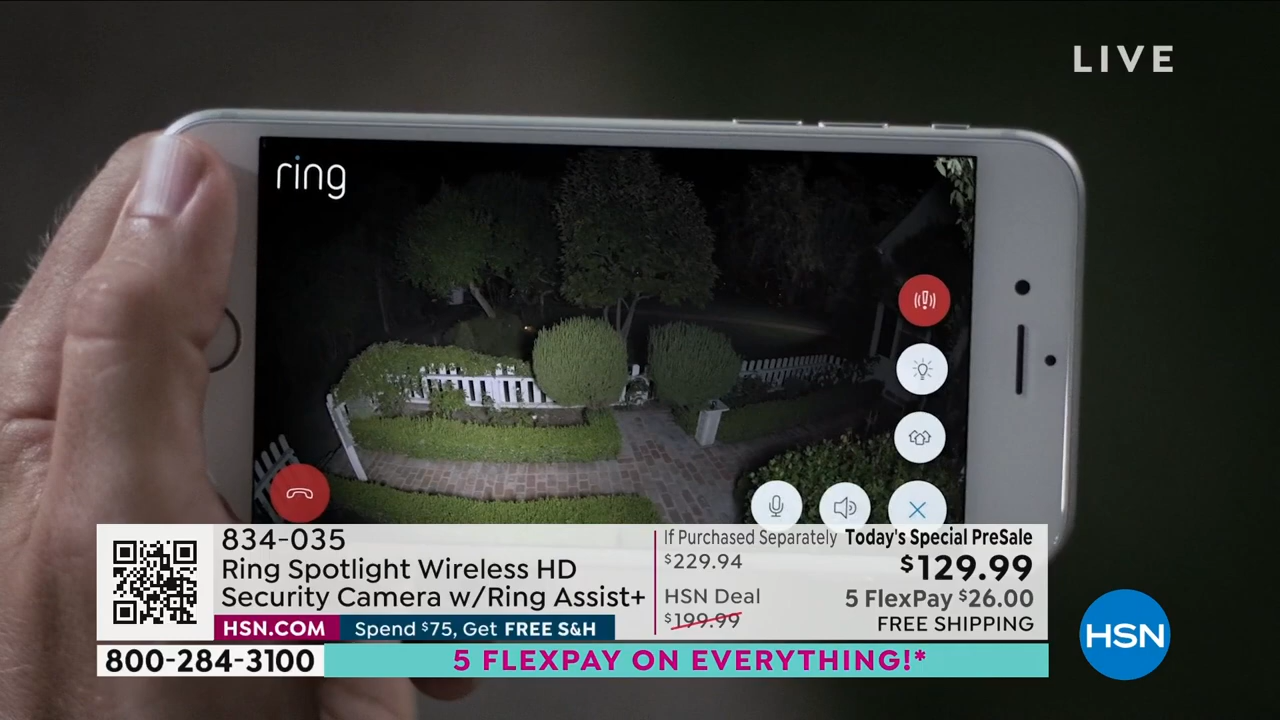 LIVE
ring
834-035
Ring Spotlight Wireless HD
Security Camera w/Ring Assist+
HSN.COM Spend $75, Get FREE S&H
If Purchased Separately
$229.94
HSN Deal
$199.99
Today's Special PreSale
$129.99
5 FlexPay $26.00
FREE SHIPPING
HSN
800-284-3100
5 FLEXPAY ON EVERYTHING!*